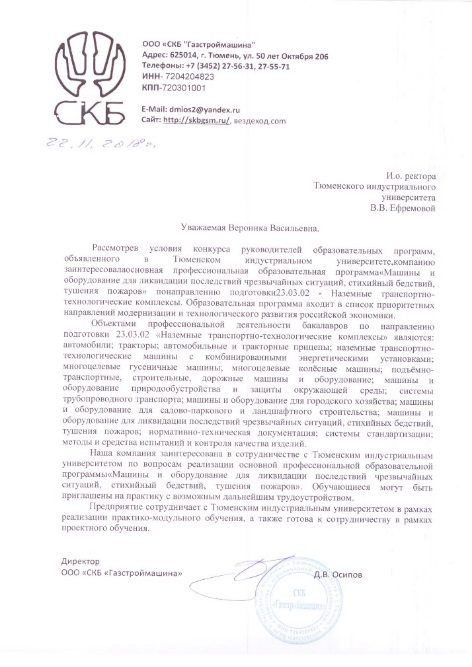 СКБ
ООО «СКБ "Газстроймашина"
Адрес: 625014, г. Тюмень, ул. 50 лет Октября 206
Телефоны: +7 (3452) 27-56-31, 27-55-71
ИНН- 7204204823
КПП-720301001
E-Mail: dmios2@yandex.ru
Сайт: http://skbgsm.ru/, вездеход.com
22.11.2018г.
И.о. ректора
Тюменского индустриального
университета
В.В. Ефремовой
Уважаемая Вероника Васильевна.
Рассмотрев условия конкурса руководителей образовательных программ,
объявленного в Тюменском индустриальном университете,компанию
заинтересоваласновная профессиональная образовательная программа«Машины и
оборудование для ликвидации последствий чрезвычайных ситуаций, стихийный бедствий,
тушения пожаров» по направлению подготовки23.03.02 - Наземные транспортно-
технологические комплексы. Образовательная программа входит в список приоритетных
направлений модернизации и технологического развития российской экономики.
Объектами профессиональной деятельности бакалавров по направлению
подготовки 23.03.02 «Наземные транспортно-технологические комплексы» являются:
автомобили; тракторы; автомобильные и тракторные прицепы; наземные транспортно-
технологические машины с комбинированными энергетическими установками;
многоцелевые гусеничные машины; многоцелевые колёсные машины; подъёмно-
транспортные, строительные, дорожные машины и оборудование; машины и
оборудование природообустройства и защиты окружающей среды; системы
трубопроводного транспорта; машины и оборудование для городского хозяйства; машины
и оборудование для садово-паркового и ландшафтного строительства; машины и
оборудование для ликвидации последствий чрезвычайных ситуаций, стихийных бедствий,
тушения пожаров; нормативно-техническая документация; системы стандартизации;
методы и средства испытаний и контроля качества изделий.
Наша компания заинтересована в сотрудничестве с Тюменским индустриальным
университетом по вопросам реализации основной профессиональной образовательной
программы«Машины и оборудование для ликвидации последствий чрезвычайных
ситуаций, стихийный бедствий, тушения пожаров». Обучающиеся могут быть
приглашены на практику с возможным дальнейшим трудоустройством.
Предприятие сотрудничает с Тюменским индустриальным университетом в рамках
реализации практико-модульного обучения, а также готова к сотрудничеству в рамках
проектного обучения.
Директор
ООО «СКБ «Газстроймашина»
Д.В. Осипов
СКБ
«Газстроймашина»